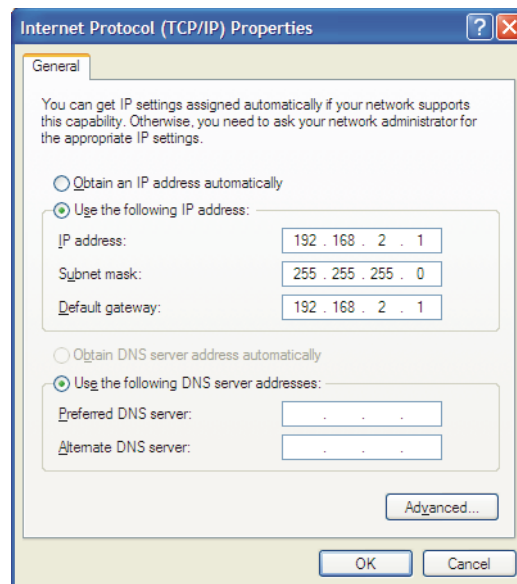 Internet Protocol (TCP/IP) Properties
General
You can get IP settings assigned automatically if your network supports
this capability. Otherwise, you need to ask your network administrator for
the appropriate IP settings.
Obtain an IP address automatically
Use the following IP address:
IP address: 192 . 168 . 2 . 1
Subnet mask: 255 . 255 . 255 . 0
Default gateway: 192 . 168 . 2 . 1
Obtain DNS server address automatically
Use the following DNS server addresses:
Preferred DNS server: . . .
Alternate DNS server: . . .
Advanced...
OK Cancel